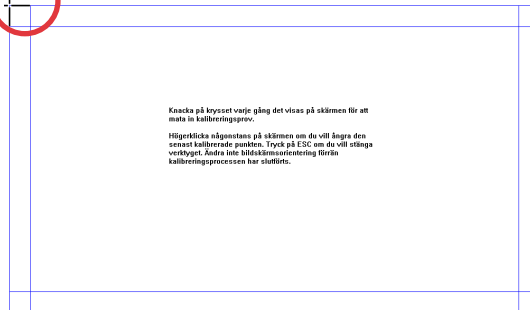 Knacka på krysset varje gång det visas på skärmen för att
mata in kalibreringsprov.
Högerklicka någonstans på skärmen om du vill ångra den
senast kalibrerade punkten. Tryck på ESC om du vill stänga
verktyget. Ändra inte bildskärmsorientering förrän
kalibreringsprocessen har slutförts.